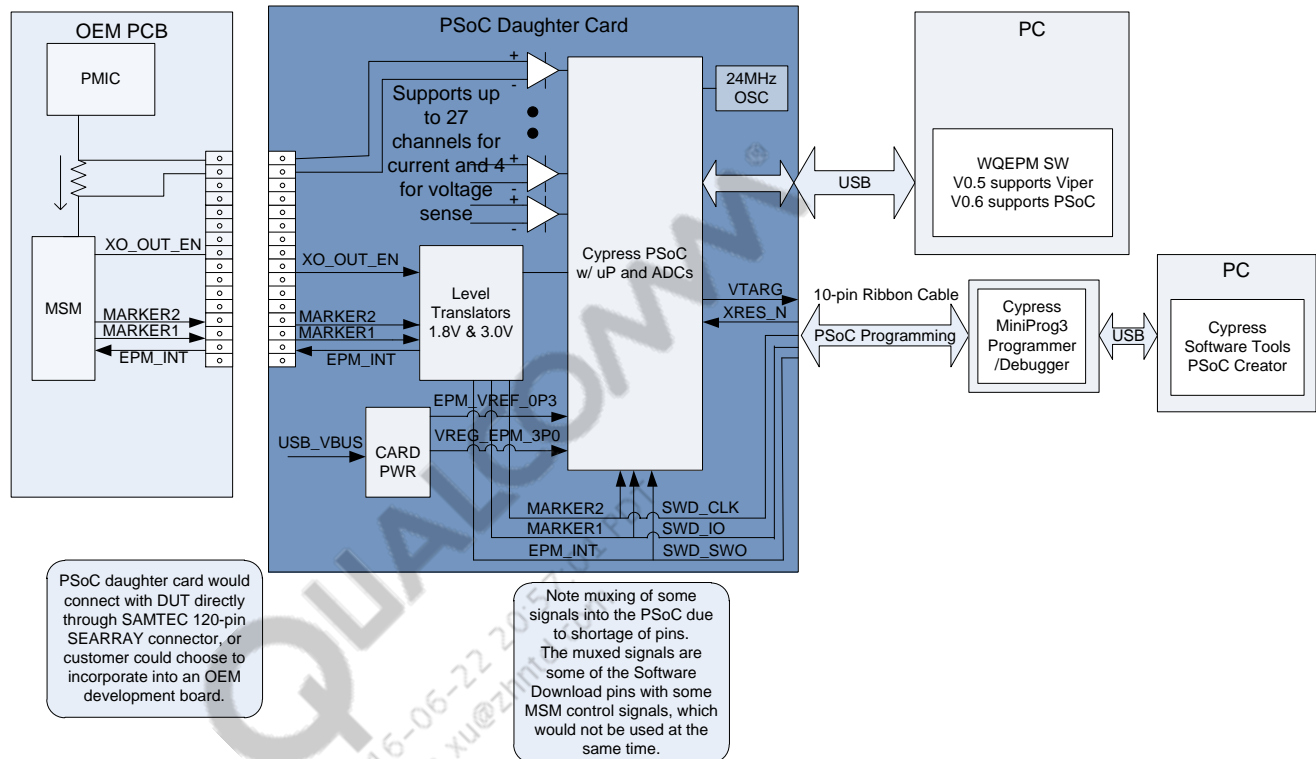 OEM PCB
PMIC
XO_OUT_EN
MSM
MARKER2
MARKER1
EPM_INT
PSoC Daughter Card
+
-
Supports up
to 27
channels for
current and 4
for voltage
sense
+
-
+
-
24MHz
OSC
Cypress PSoC
w/ uP and ADCs
XO_OUT_EN
Level
Translators
1.8V & 3.0V
MARKER2
MARKER1
EPM_INT
VTARG
XRES_N
EPM_VREF_0P3
USB_VBUS
VREG_EPM_3P0
CARD
PWR
MARKER2
SWD_CLK
MARKER1
SWD_IO
EPM_INT
SWD_SWO
PC
WQEPM SW
V0.5 supports Viper
V0.6 supports PSoC
USB
10-pin Ribbon Cable
PSoC Programming
Cypress
MiniProg3
Programmer
/Debugger
USB
PC
Cypress
Software Tools
PSoC Creator
PSoC daughter card would
connect with DUT directly
through SAMTEC 120-pin
SEARRAY connector, or
customer could choose to
incorporate into an OEM
development board.
Note muxing of some
signals into the PSoC due
to shortage of pins.
The muxed signals are
some of the Software
Download pins with some
MSM control signals, which
would not be used at the
same time.
QUALCOMM